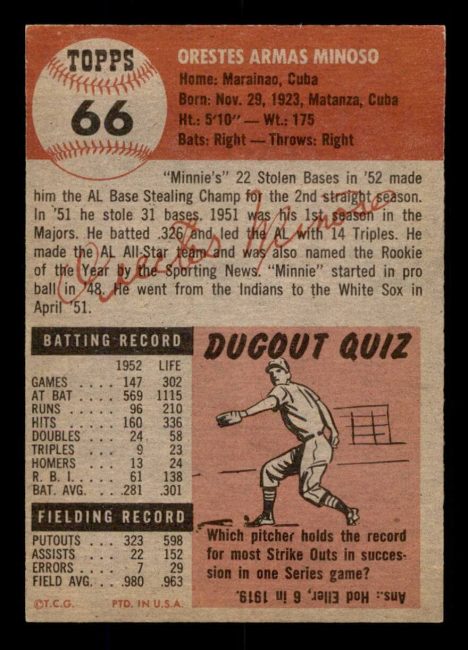 TOPPS
66
ORESTES ARMAS MINOSO
Home: Marainao, Cuba
Born: Nov. 29, 1923, Matanza, Cuba
Ht.: 5'10" — Wt.: 175
Bats: Right — Throws: Right
"Minnie's" 22 Stolen Bases in '52 made
him the AL Base Stealing Champ for the 2nd straight season.
In '51 he stole 31 bases. 1951 was his 1st season in the
Majors. He batted .326 and led the AL with 14 Triples. He
made the AL All-Star team and was also named the Rookie
of the Year by the Sporting News. "Minnie" started in pro
ball in '48. He went from the Indians to the White Sox in
April '51.
Orestes Minoso
BATTING RECORD
1952 LIFE
GAMES . . . . 147 302
AT BAT . . . . 569 1115
RUNS . . . . 96 210
HITS . . . . . 160 336
DOUBLES . . . 24 58
TRIPLES . . . 9 23
HOMERS . . . 13 24
R. B. I. . . . . 61 138
BAT. AVG. . . .281 .301
FIELDING RECORD
PUTOUTS . . . 323 598
ASSISTS . . . 22 152
ERRORS . . . 7 29
FIELD AVG. . . .980 .963
©T.C.G. PTD. IN U.S.A.
DUGOUT QUIZ
Which pitcher holds the record
for most Strike Outs in succes-
sion in one Series game?
Ans.: Hod Eller, 6 in 1919.